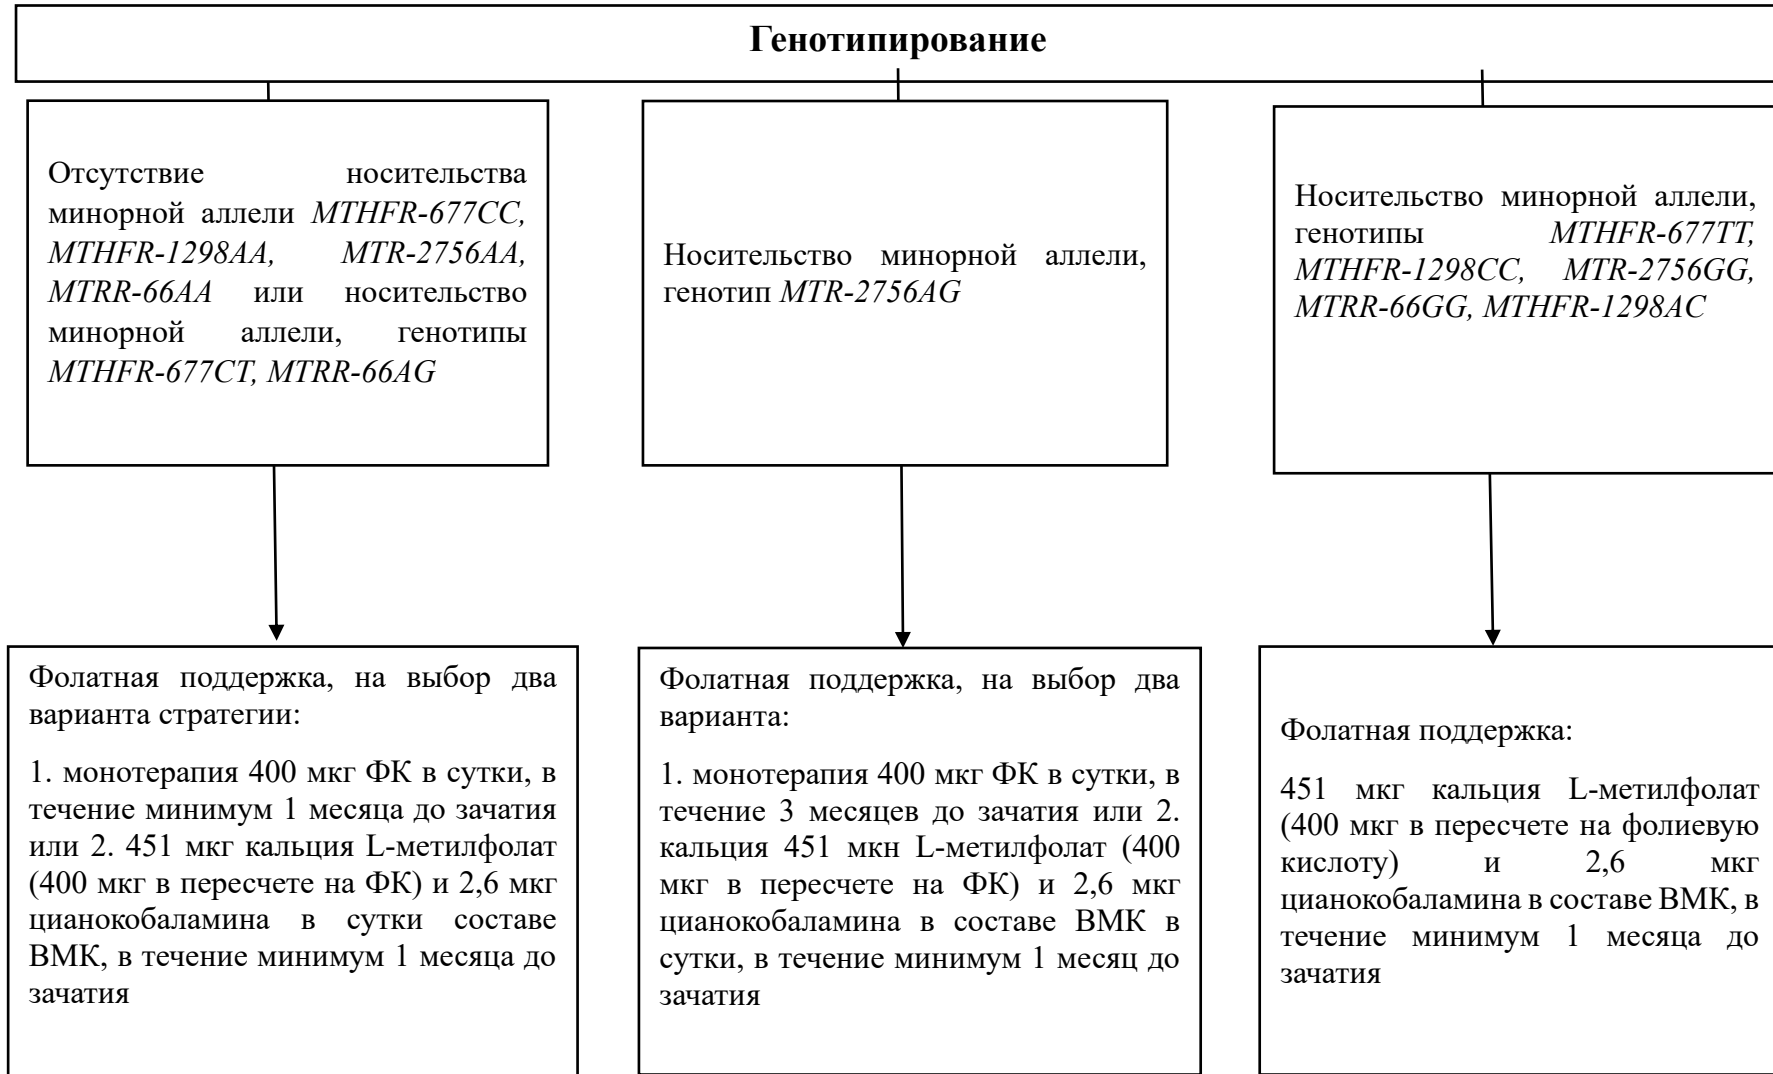 Генотипирование
Отсутствие носительства
минорной аллели MTHFR-677CC,
MTHFR-1298AA, MTR-2756AA,
MTRR-66AA или носительство
минорной аллели, генотипы
MTHFR-677CT, MTRR-66AG
Носительство минорной аллели,
генотип MTR-2756AG
Носительство минорной аллели,
генотипы MTHFR-677TT,
MTHFR-1298CC, MTR-2756GG,
MTRR-66GG, MTHFR-1298AC
Фолатная поддержка, на выбор два
варианта стратегии:
1. монотерапия 400 мкг ФК в сутки, в
течение минимум 1 месяца до зачатия
или 2. 451 мкг кальция L-метилфолат
(400 мкг в пересчете на ФК) и 2,6 мкг
цианокобаламина в сутки составе
ВМК, в течение минимум 1 месяца до
зачатия
Фолатная поддержка, на выбор два
варианта:
1. монотерапия 400 мкг ФК в сутки, в
течение 3 месяцев до зачатия или 2.
кальция 451 мкн L-метилфолат (400
мкг в пересчете на ФК) и 2,6 мкг
цианокобаламина в составе ВМК в
сутки, в течение минимум 1 месяц до
зачатия
Фолатная поддержка:
451 мкг кальция L-метилфолат
(400 мкг в пересчете на фолиевую
кислоту) и 2,6 мкг
цианокобаламина в составе ВМК, в
течение минимум 1 месяца до
зачатия